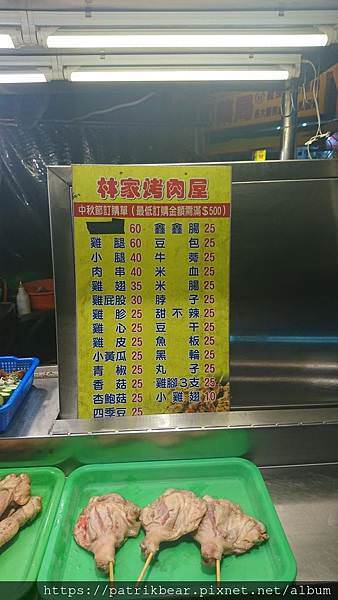 林家烤肉屋
中秋節訂購單(最低訂購金額需滿$500)
60 鑫鑫腸 25
雞腿 60 豆包 25
小腿 40 牛蒡 25
肉串 40 米血 25
雞翅 35 米腸 25
雞屁股 30 脖子 25
雞胗 25 甜不辣 25
雞心 25 豆干 25
雞皮 25 魚板 25
小黃瓜 25 黑輪 25
青椒 25 丸子 25
香菇 25 雞腳3支 25
杏鮑菇 25 小雞翅 10
四季豆 25
https://patrikbear.pixnet.net/album